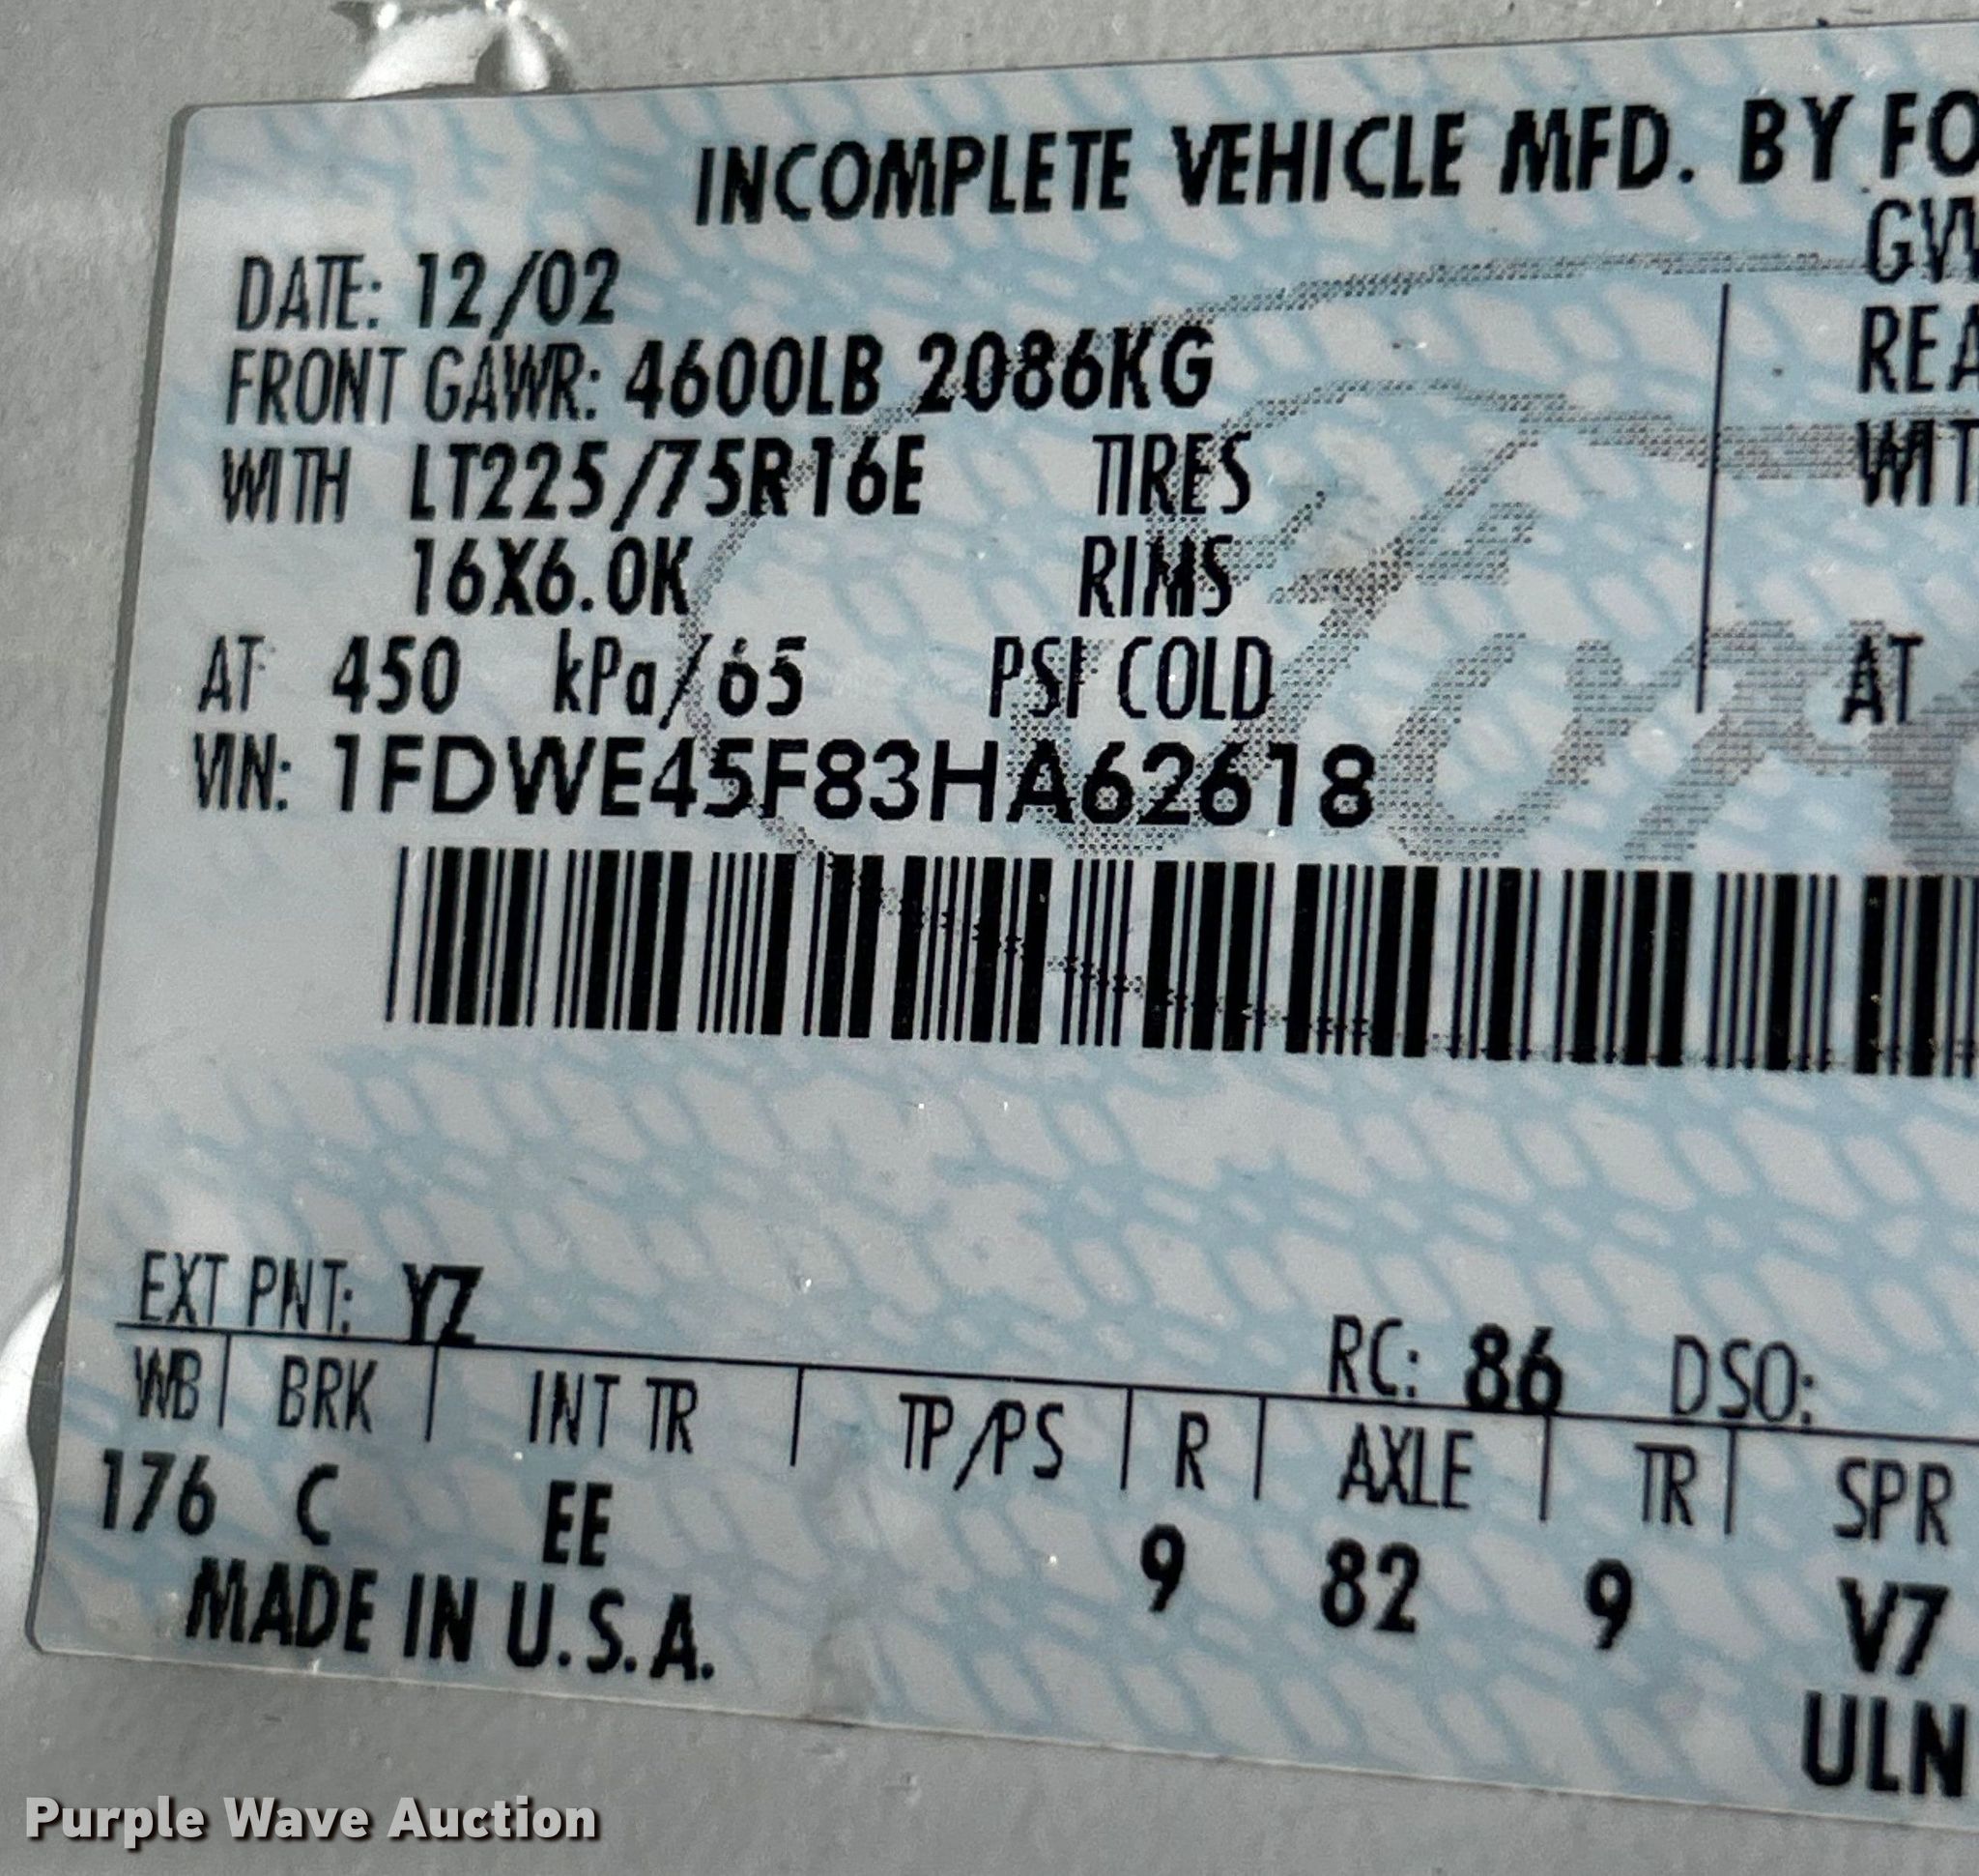 INCOMPLETE VEHICLE MFD. BY FO
GVW
DATE: 12/02
FRONT GAWR: 4600LB 2086KG
REA
WITH LT225/75R16E TIRES
WIT
16X6.0K RIMS
AT 450 kPa/65 PSI COLD
AT
VIN: 1FDWE45F83HA62618
Ford
EXT PNT: YZ
RC: 86 DSO:
WB BRK INT TR TP/PS R AXLE TR SPR
176 C EE 9 82 9 V7
MADE IN U.S.A.
ULN
Purple Wave Auction